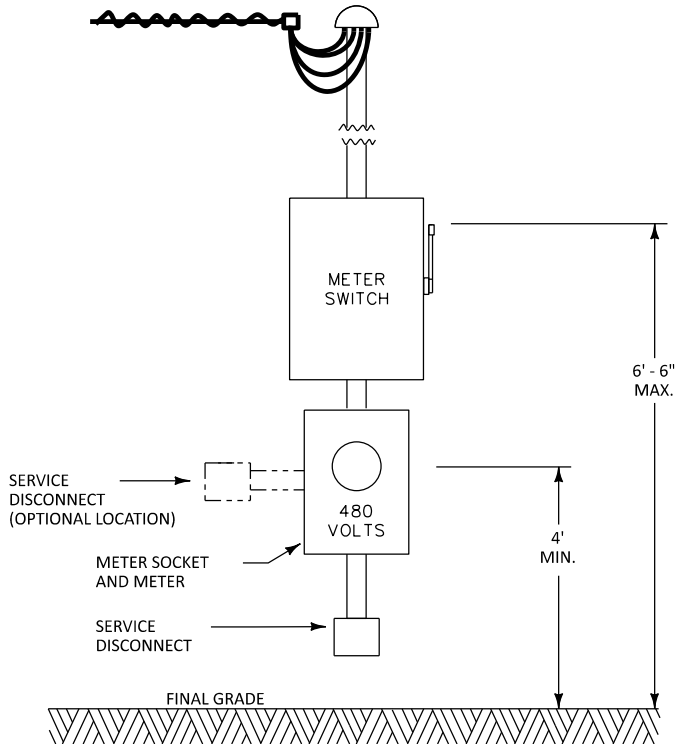 METER
SWITCH
6' - 6"
MAX.
SERVICE
DISCONNECT
(OPTIONAL LOCATION)
480
VOLTS
4'
MIN.
METER SOCKET
AND METER
SERVICE
DISCONNECT
FINAL GRADE